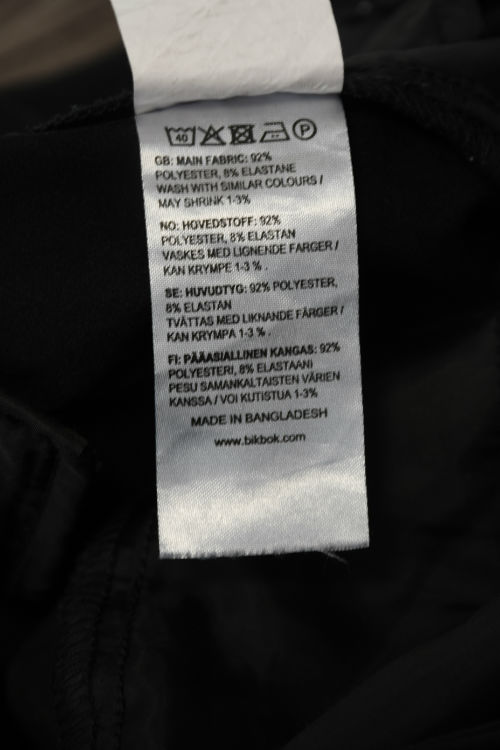 40 P
GB: MAIN FABRIC: 92%
POLYESTER, 8% ELASTANE
WASH WITH SIMILAR COLOURS /
MAY SHRINK 1-3%
NO: HOVEDSTOFF: 92%
POLYESTER, 8% ELASTAN
VASKES MED LIGNENDE FARGER /
KAN KRYMPE 1-3 % .
SE: HUVUDTYG: 92% POLYESTER,
8% ELASTAN
TVÄTTAS MED LIKNANDE FÄRGER /
KAN KRYMPA 1-3 % .
FI: PÄÄASIALLINEN KANGAS: 92%
POLYESTERI, 8% ELASTAANI
PESU SAMANKALTAISTEN VÄRIEN
KANSSA / VOI KUTISTUA 1-3%
MADE IN BANGLADESH
www.bikbok.com